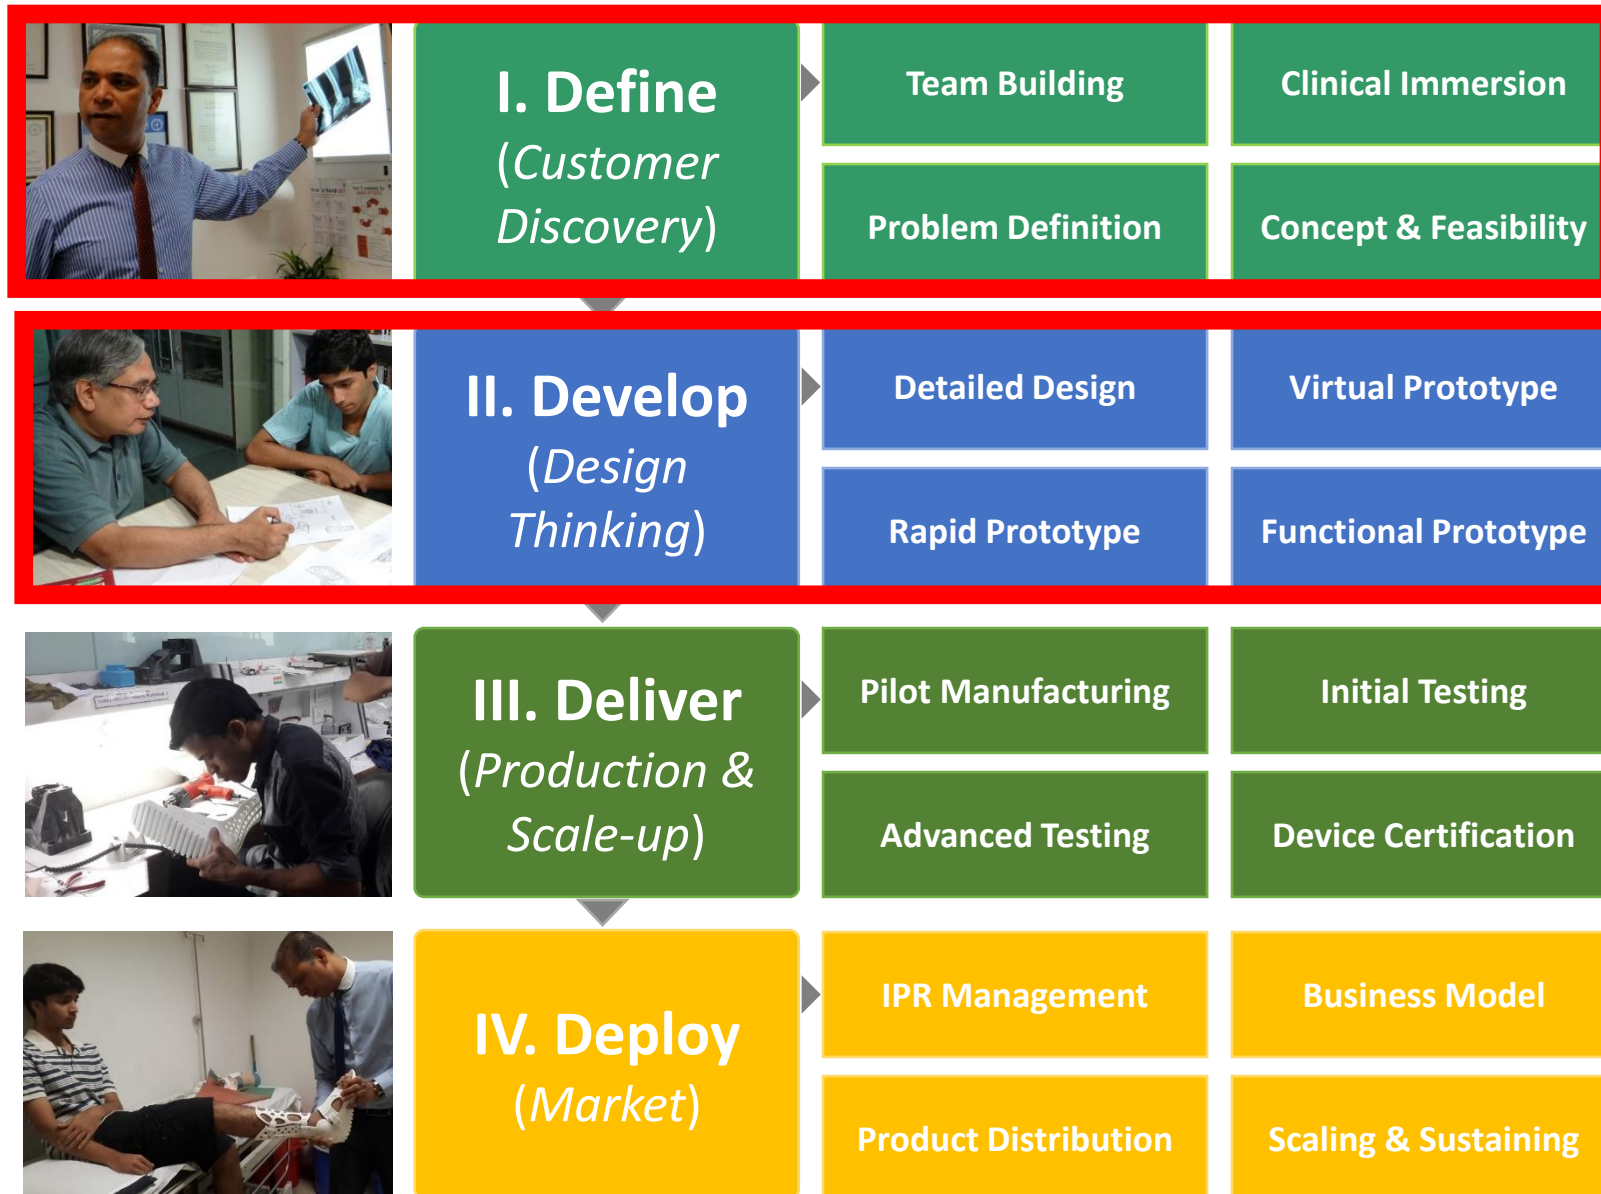 I. Define
(Customer
Discovery)
Team Building
Clinical Immersion
Problem Definition
Concept & Feasibility
II. Develop
(Design
Thinking)
Detailed Design
Virtual Prototype
Rapid Prototype
Functional Prototype
III. Deliver
(Production &
Scale-up)
Pilot Manufacturing
Initial Testing
Advanced Testing
Device Certification
IV. Deploy
(Market)
IPR Management
Business Model
Product Distribution
Scaling & Sustaining